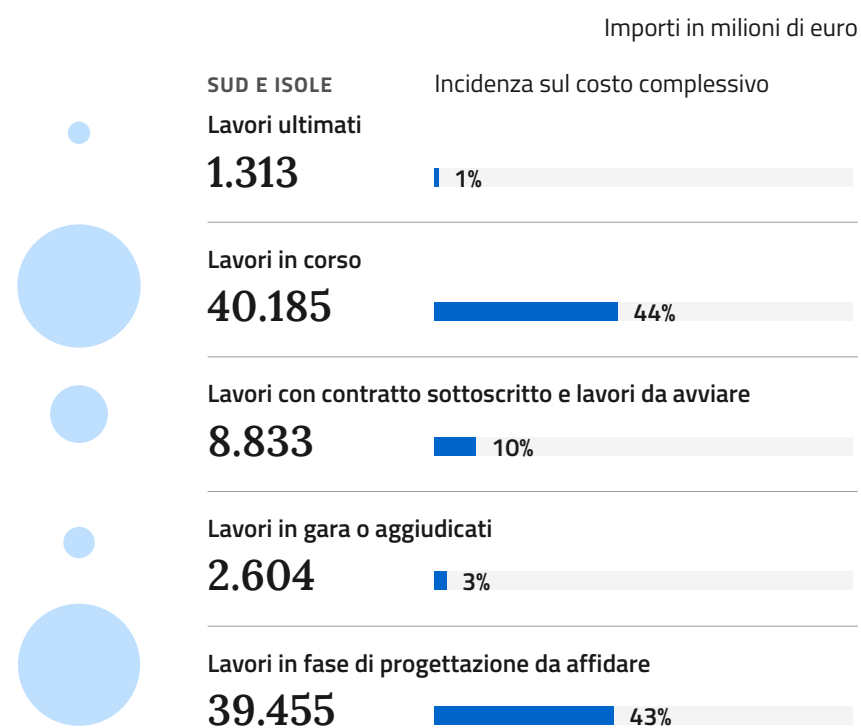 Importi in milioni di euro
SUD E ISOLE Incidenza sul costo complessivo
Lavori ultimati
1.313 1%
Lavori in corso
40.185 44%
Lavori con contratto sottoscritto e lavori da avviare
8.833 10%
Lavori in gara o aggiudicati
2.604 3%
Lavori in fase di progettazione da affidare
39.455 43%